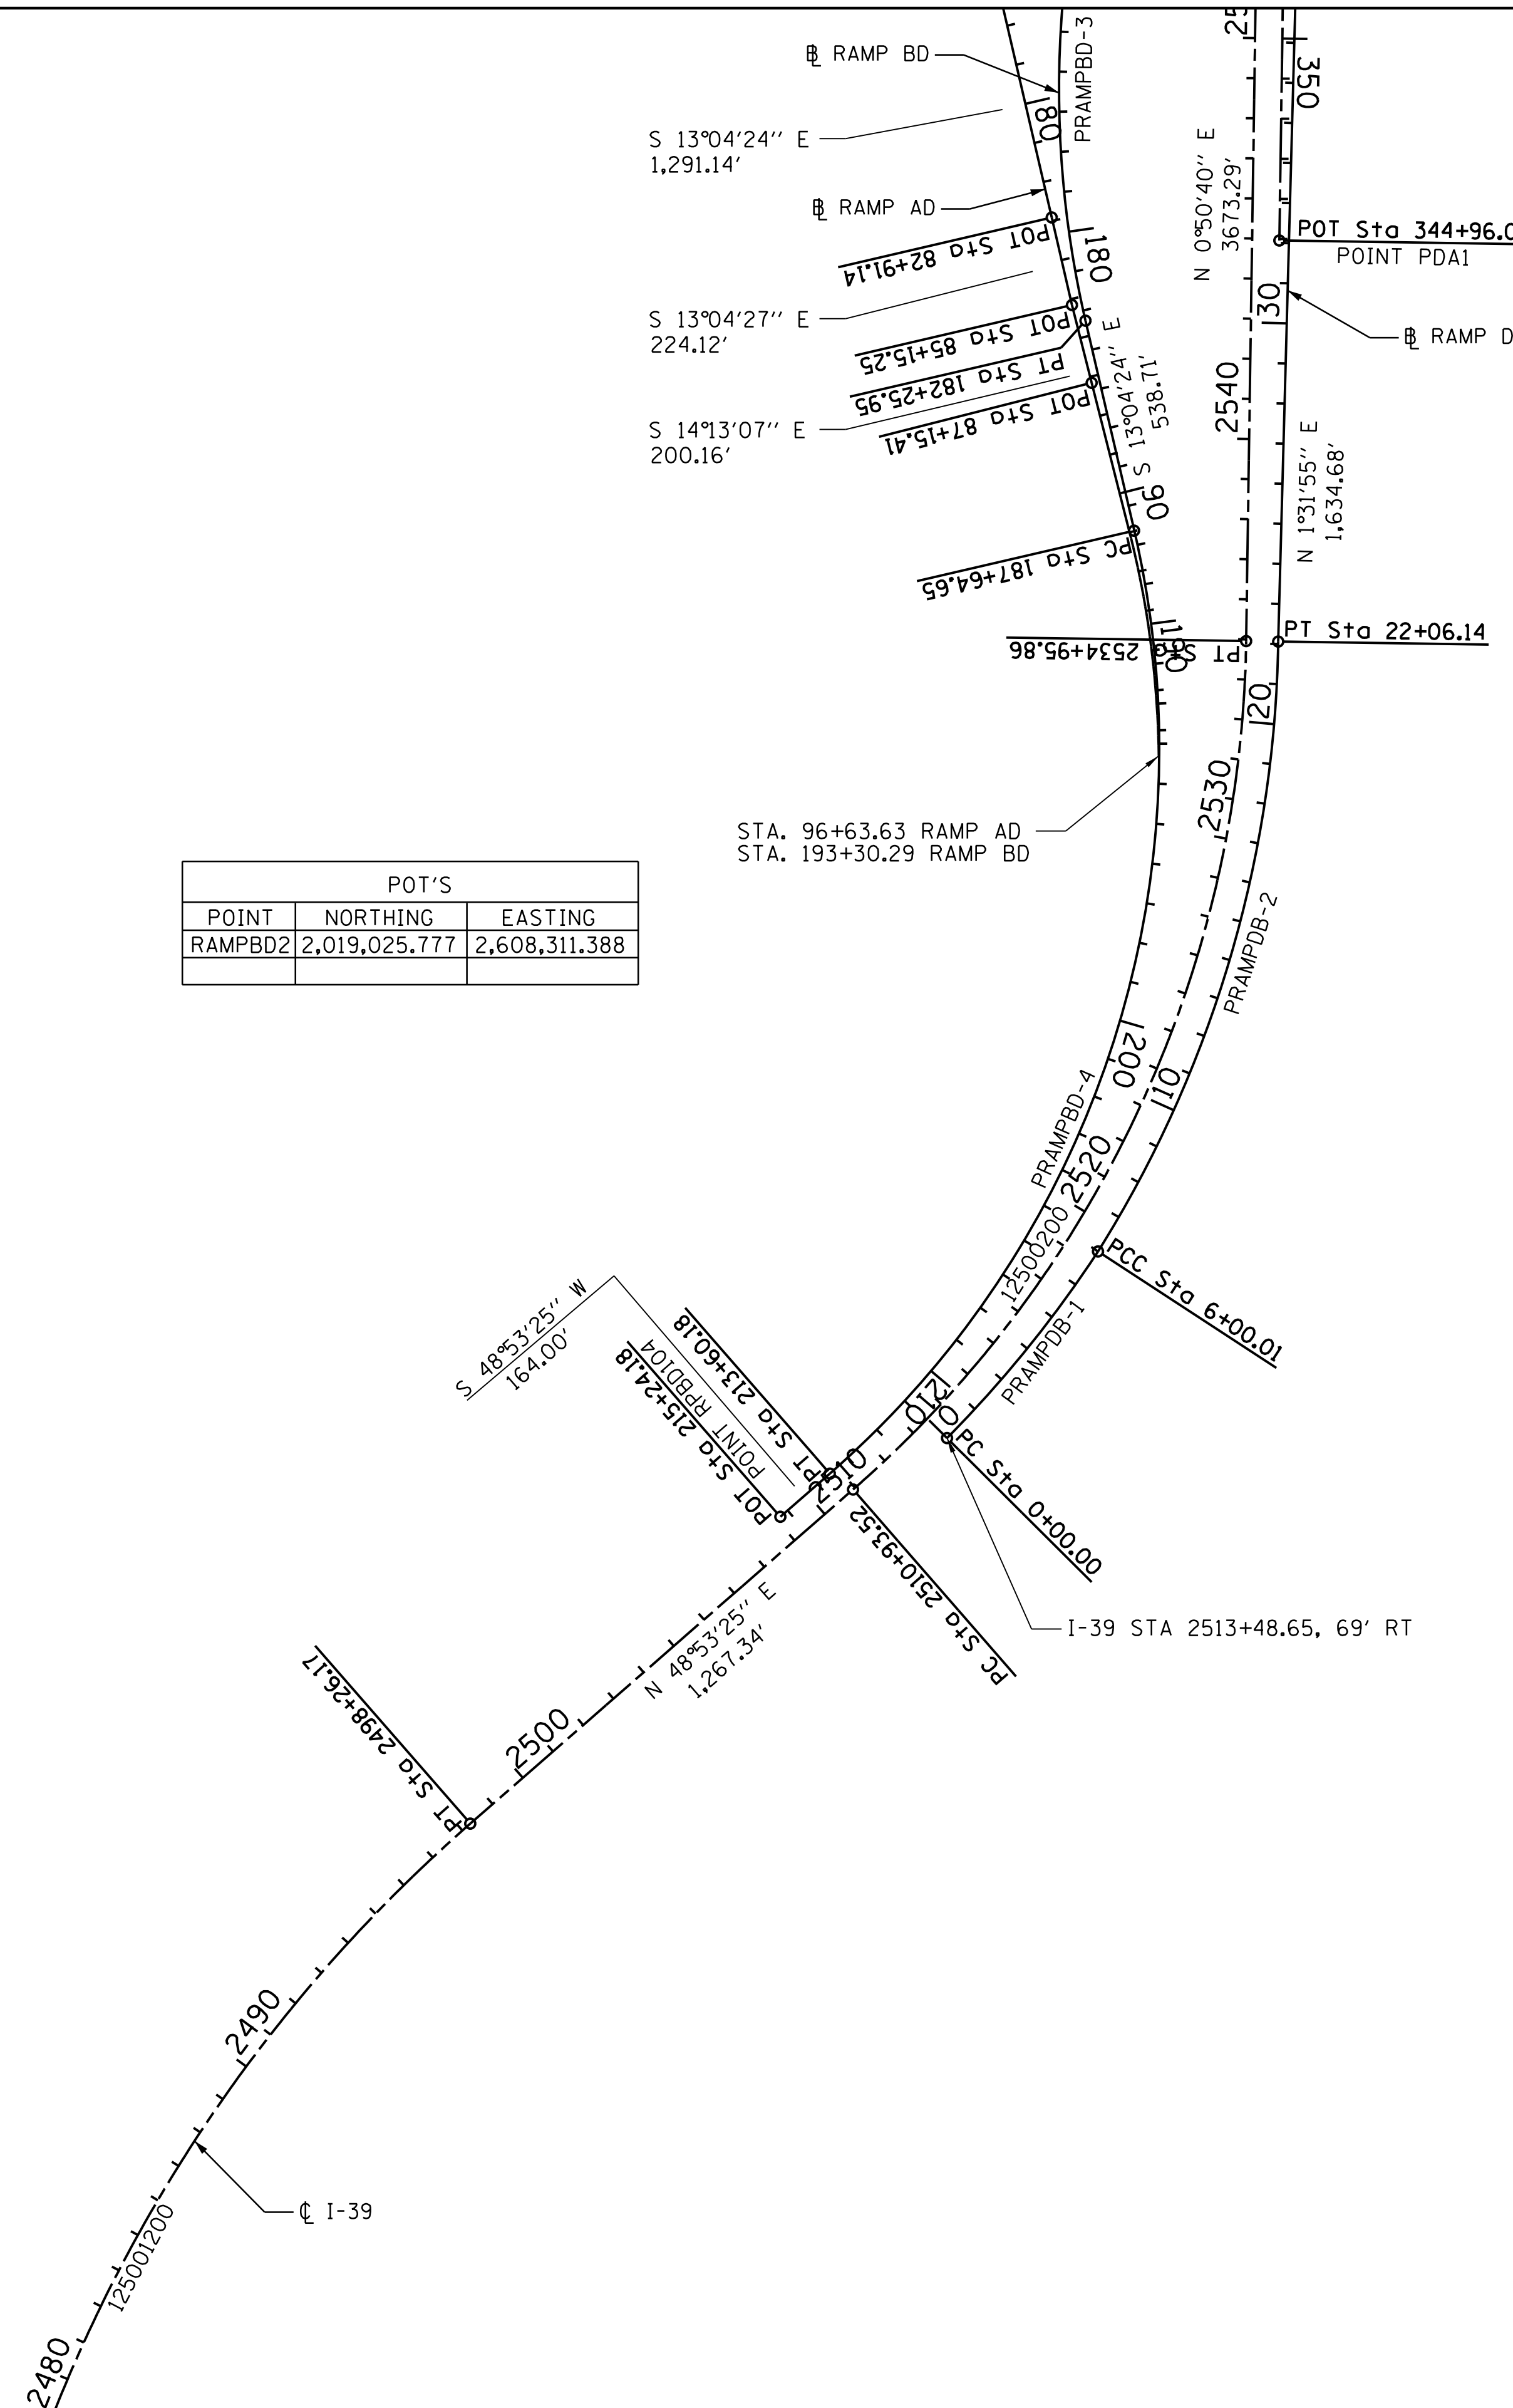 ℄ RAMP BD
PRAMPBD-3
350
80
S 13°04'24" E
1,291.14'
℄ RAMP AD
N 0°50'40" E
3673.29'
POT Sta 82+91.14
180
POT Sta 344+96.0
POINT PDA1
30
S 13°04'27" E
224.12'
POT Sta 85+15.25
PT Sta 182+25.95
℄ RAMP D
S 13°04'24" E
538.71'
2540
S 14°13'07" E
200.16'
POT Sta 87+15.41
90
N 1°31'55" E
1,634.68'
PC Sta 187+64.65
PT Sta 22+06.14
PT Sta 2534+95.86
190
20
2530
STA. 96+63.63 RAMP AD
STA. 193+30.29 RAMP BD
POT'S
POINT NORTHING EASTING
RAMPBD2 2,019,025.777 2,608,311.388
PRAMPDB-2
200
10
PRAMPBD-4
2520
12500200
PCC Sta 6+00.01
PRAMPDB-1
S 48°53'25" W
164.00'
PT Sta 213+60.18
POINT RPBD104
POT Sta 215+24.18
210
0
PC Sta 0+00.00
2510
PC Sta 2510+93.52
I-39 STA 2513+48.65, 69' RT
N 48°53'25" E
1,267.34'
PT Sta 2498+26.17
2500
2490
℄ I-39
125001200
2480